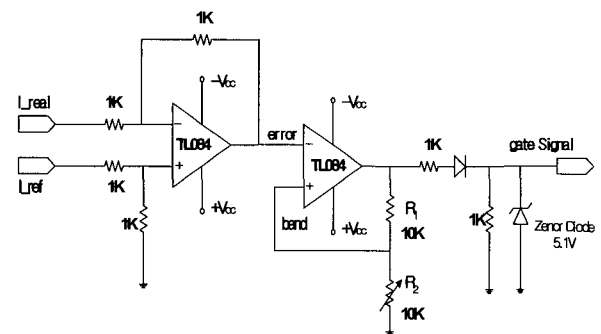 1K
−Vcc
I_real
1K
−
TL084
error
−Vcc
−
TL084
1K
gate Signal
I_ref
1K
+
+
1K
+Vcc
band
+Vcc
R1
10K
1K
Zenor Diode
5.1V
R2
10K